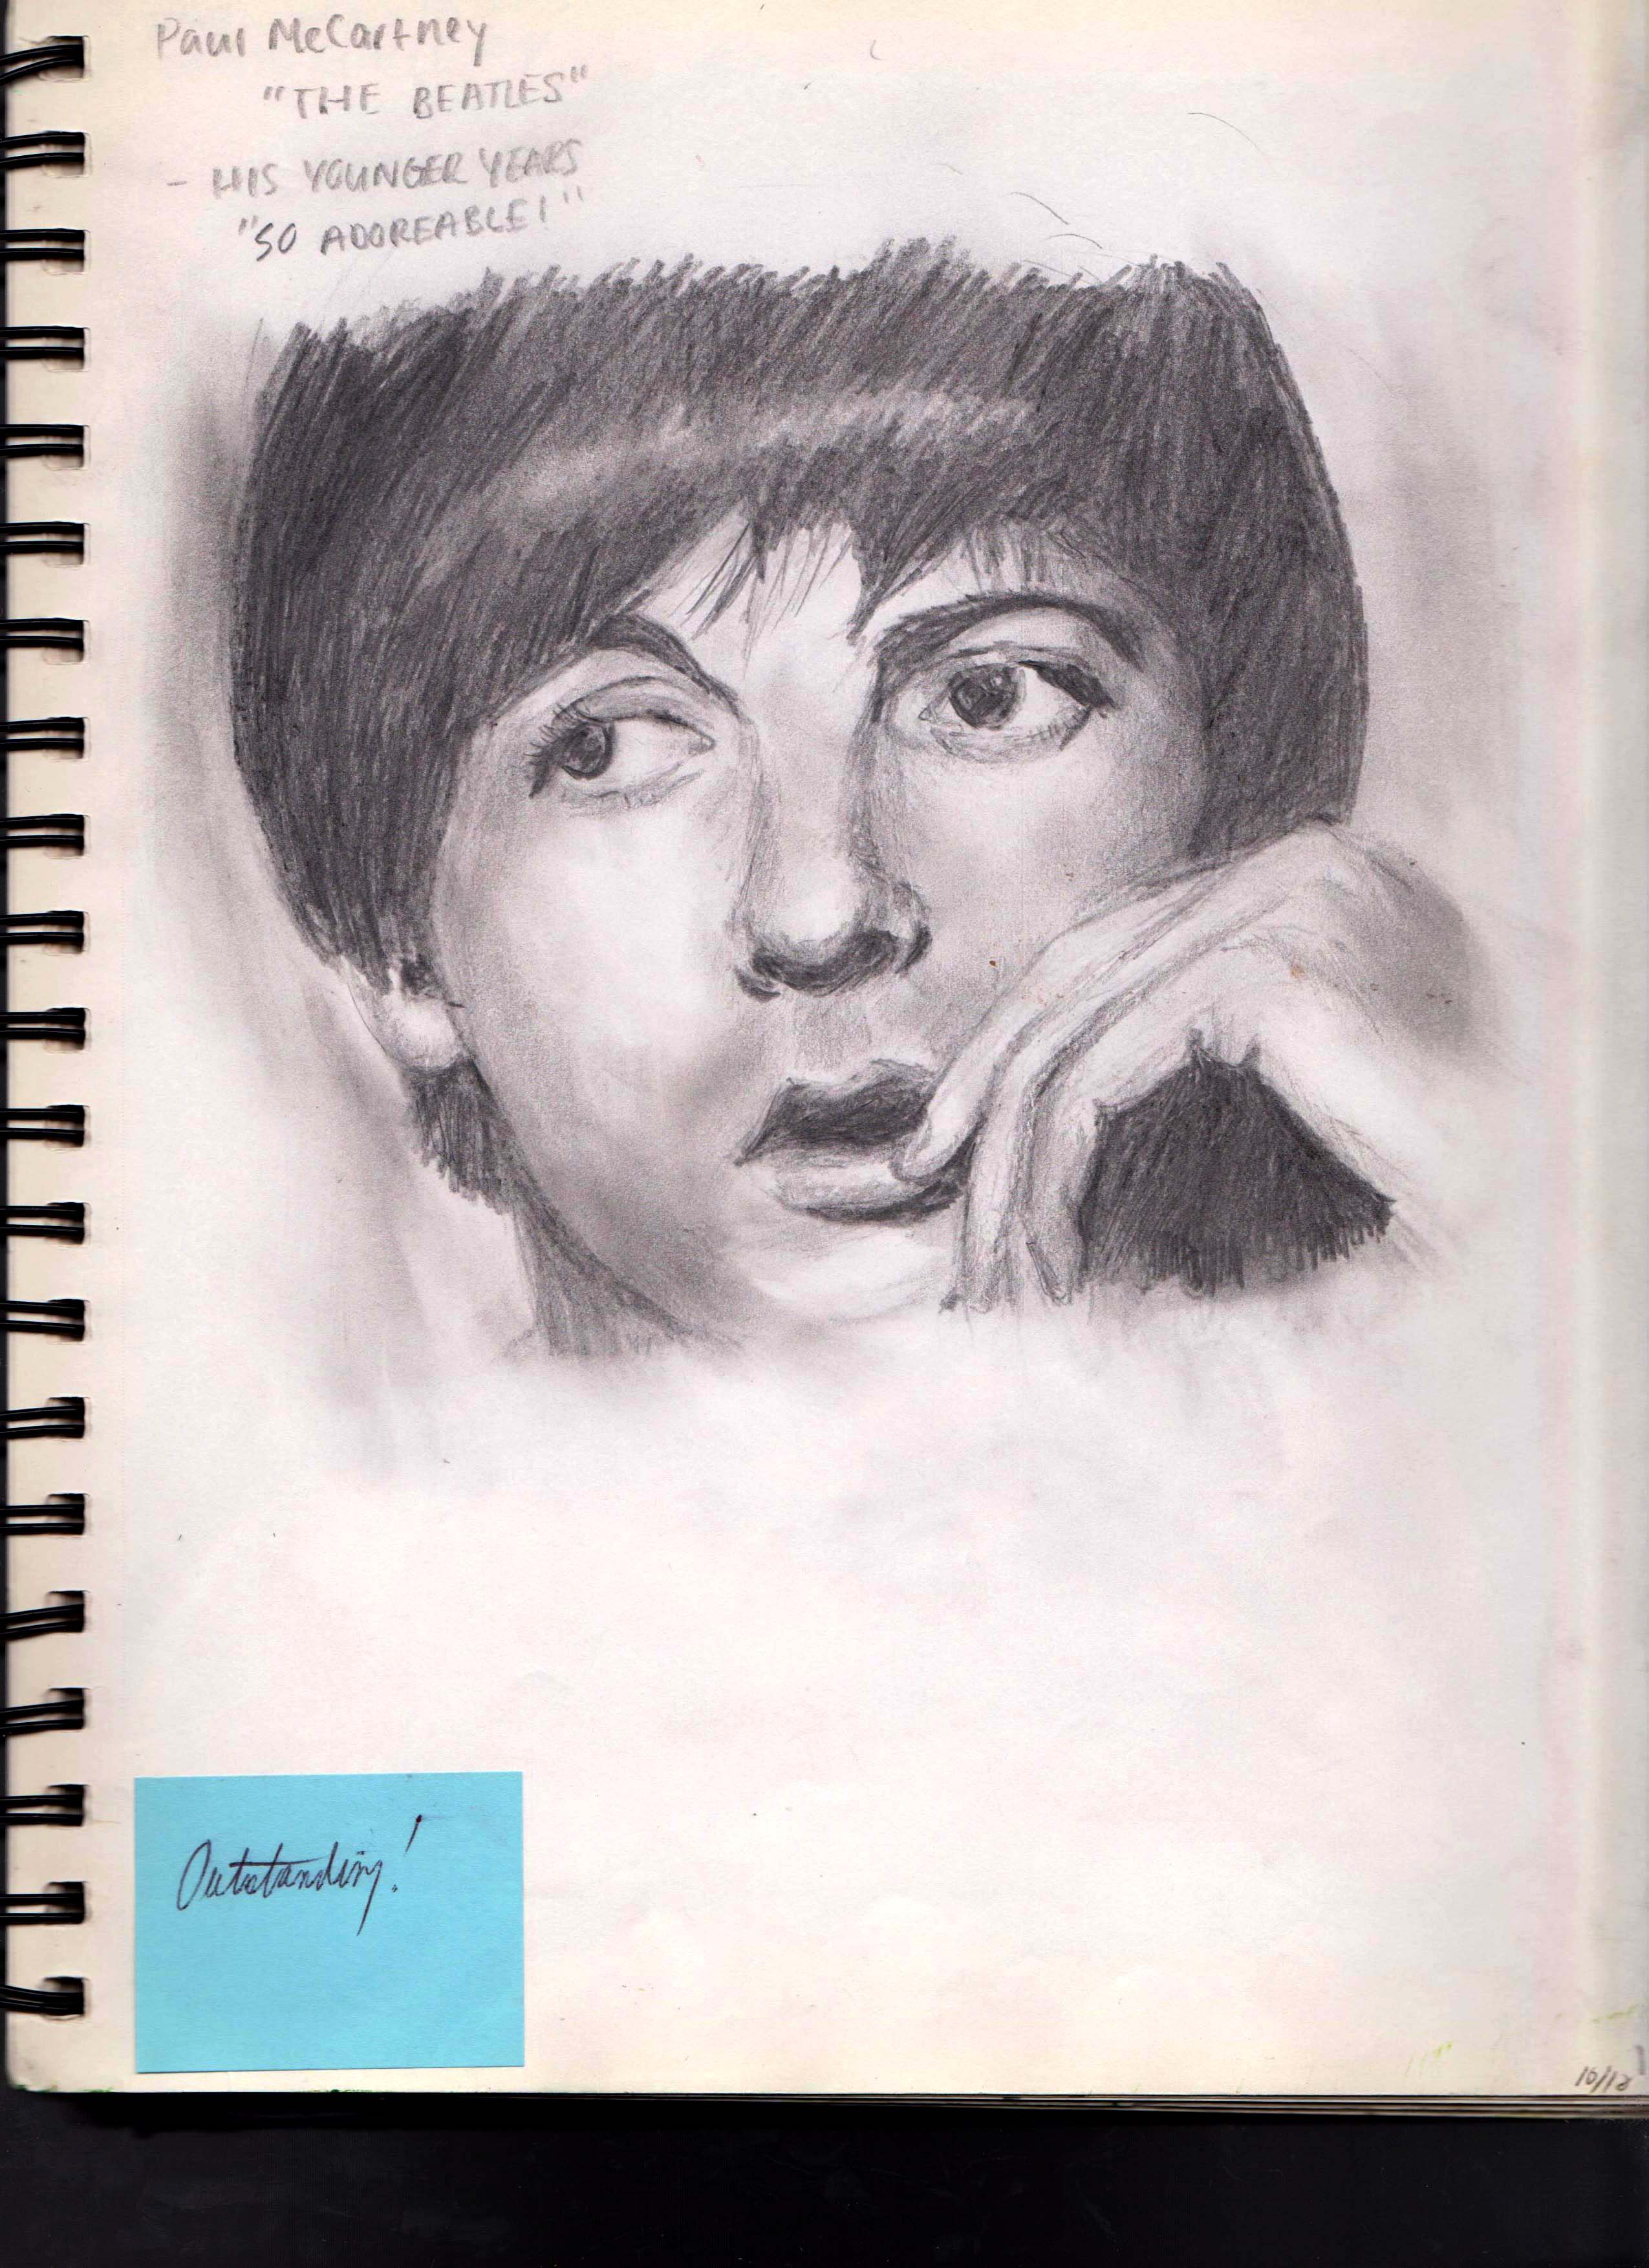 Paul McCartney
"THE BEATLES"
- HIS YOUNGER YEARS
"SO ADOREABLE!"
Outstanding!
10/12